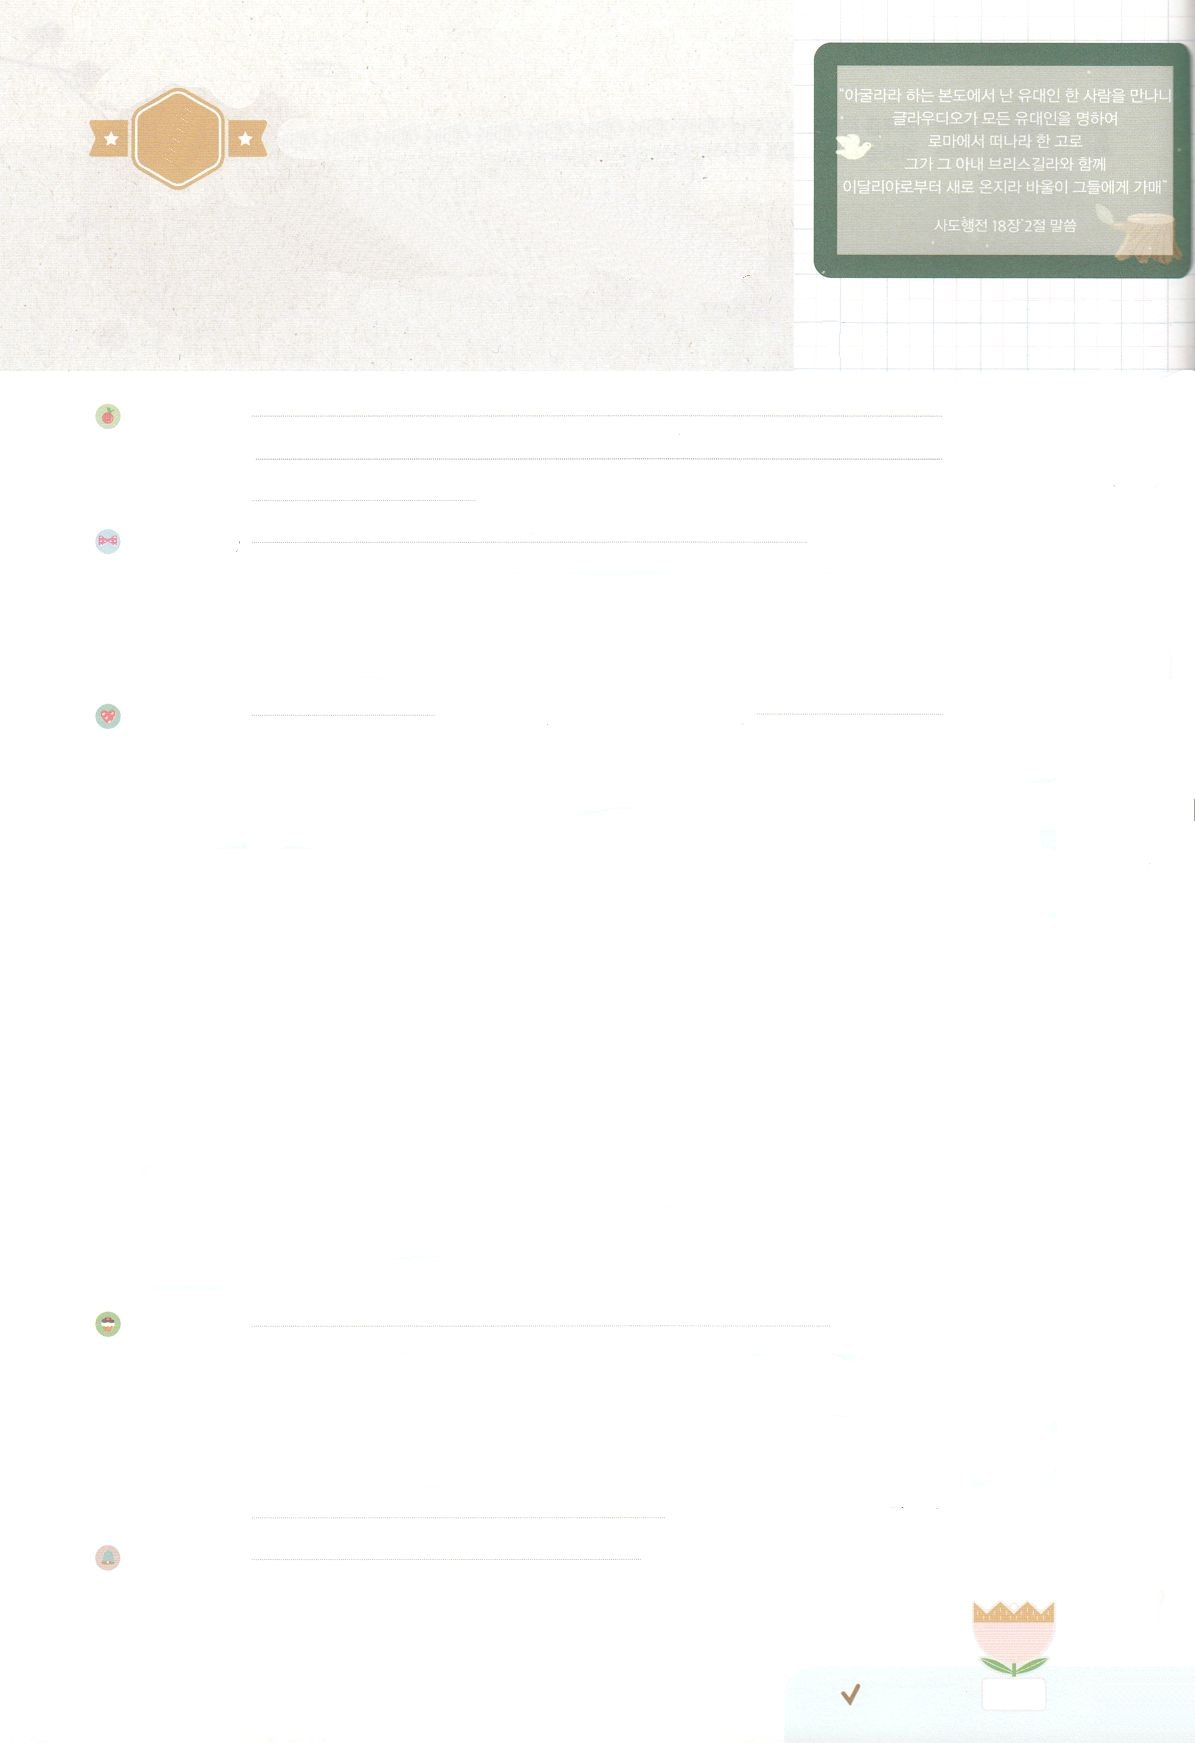 "아굴라라 하는 본도에서 난 유대인 한 사람을 만나니
글라우디오가 모든 유대인을 명하여
로마에서 떠나라 한 고로
그가 그 아내 브리스길라와 함께
이달리야로부터 새로 온지라 바울이 그들에게 가매"
사도행전 18장 2절 말씀